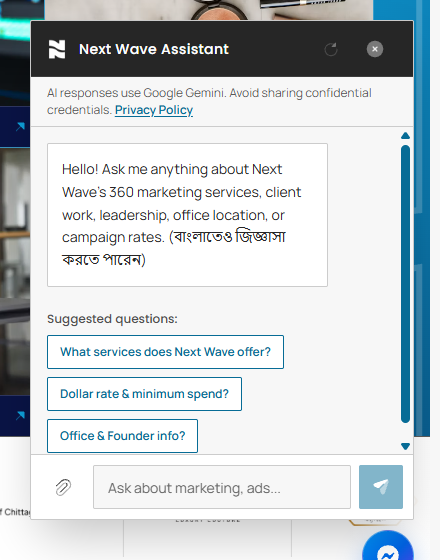 Next Wave Assistant
AI responses use Google Gemini. Avoid sharing confidential
credentials. Privacy Policy
Hello! Ask me anything about Next
Wave's 360 marketing services, client
work, leadership, office location, or
campaign rates. (বাংলাতেও জিজ্ঞাসা
করতে পারেন)
Suggested questions:
What services does Next Wave offer?
Dollar rate & minimum spend?
Office & Founder info?
Ask about marketing, ads...
f Chitta